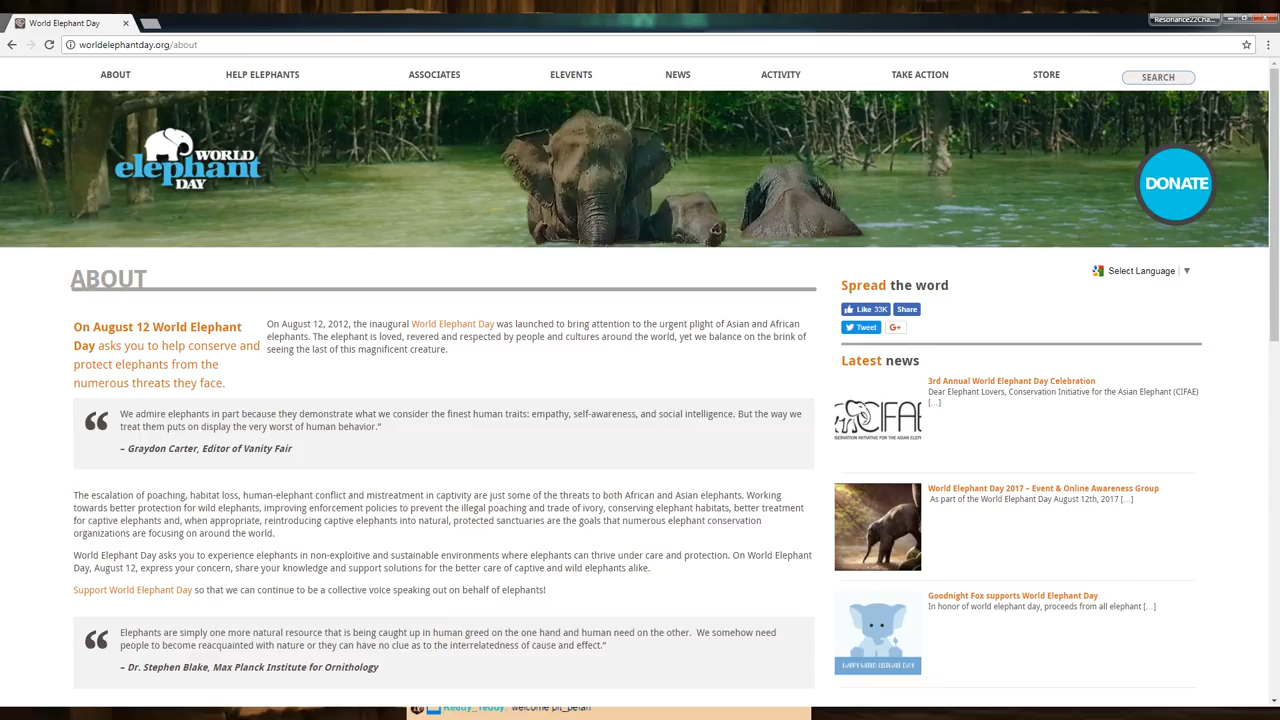 World Elephant Day
Resonance22Cha...
worldelephantday.org/about
ABOUT HELP ELEPHANTS ASSOCIATES ELEVENTS NEWS ACTIVITY TAKE ACTION STORE SEARCH
WORLD
elephant
DAY
DONATE
ABOUT
Select Language
On August 12 World Elephant
Day asks you to help conserve and
protect elephants from the
numerous threats they face.
On August 12, 2012, the inaugural World Elephant Day was launched to bring attention to the urgent plight of Asian and African
elephants. The elephant is loved, revered and respected by people and cultures around the world, yet we balance on the brink of
seeing the last of this magnificent creature.
We admire elephants in part because they demonstrate what we consider the finest human traits: empathy, self-awareness, and social intelligence. But the way we
treat them puts on display the very worst of human behavior.”
– Graydon Carter, Editor of Vanity Fair
The escalation of poaching, habitat loss, human-elephant conflict and mistreatment in captivity are just some of the threats to both African and Asian elephants. Working
towards better protection for wild elephants, improving enforcement policies to prevent the illegal poaching and trade of ivory, conserving elephant habitats, better treatment
for captive elephants and, when appropriate, reintroducing captive elephants into natural, protected sanctuaries are the goals that numerous elephant conservation
organizations are focusing on around the world.
World Elephant Day asks you to experience elephants in non-exploitive and sustainable environments where elephants can thrive under care and protection. On World Elephant
Day, August 12, express your concern, share your knowledge and support solutions for the better care of captive and wild elephants alike.
Support World Elephant Day so that we can continue to be a collective voice speaking out on behalf of elephants!
Elephants are simply one more natural resource that is being caught up in human greed on the one hand and human need on the other. We somehow need
people to become reacquainted with nature or they can have no clue as to the interrelatedness of cause and effect.”
– Dr. Stephen Blake, Max Planck Institute for Ornithology
Spread the word
Like 33K Share
Tweet G+
Latest news
3rd Annual World Elephant Day Celebration
Dear Elephant Lovers, Conservation Initiative for the Asian Elephant (CIFAE)
[…]
CIFAE
World Elephant Day 2017 – Event & Online Awareness Group
As part of the World Elephant Day August 12th, 2017 […]
Goodnight Fox supports World Elephant Day
In honor of world elephant day, proceeds from all elephant […]
HAPPY WORLD ELEPHANT DAY
Ready_Teddy: welcome